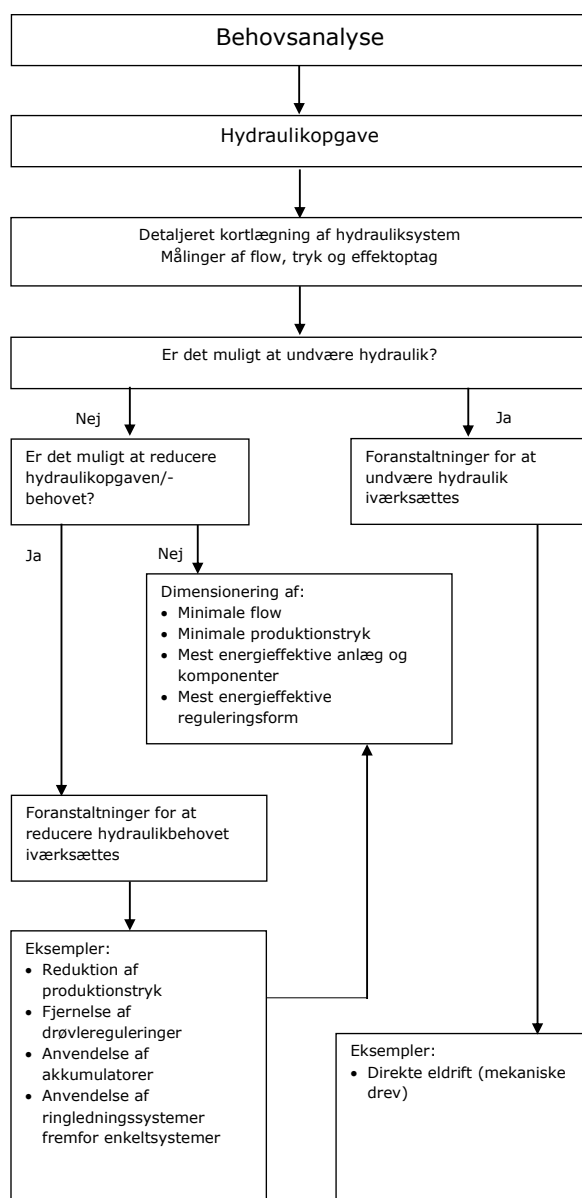 Behovsanalyse
Hydraulikopgave
Detaljeret kortlægning af hydrauliksystem
Målinger af flow, tryk og effektoptag
Er det muligt at undvære hydraulik?
Nej
Ja
Er det muligt at reducere
hydraulikopgaven/-
behovet?
Foranstaltninger for at
undvære hydraulik
iværksættes
Ja
Nej
Dimensionering af:
• Minimale flow
• Minimale produktionstryk
• Mest energieffektive anlæg og
komponenter
• Mest energieffektive
reguleringsform
Foranstaltninger for at
reducere hydraulikbehovet
iværksættes
Eksempler:
• Reduktion af
produktionstryk
• Fjernelse af
drøvlereguleringer
• Anvendelse af
akkumulatorer
• Anvendelse af
ringledningssystemer
fremfor enkeltsystemer
Eksempler:
• Direkte eldrift (mekaniske
drev)